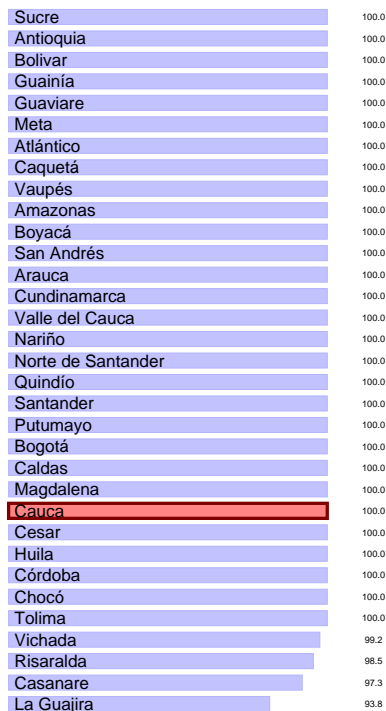 Sucre 100.0
Antioquia 100.0
Bolivar 100.0
Guainía 100.0
Guaviare 100.0
Meta 100.0
Atlántico 100.0
Caquetá 100.0
Vaupés 100.0
Amazonas 100.0
Boyacá 100.0
San Andrés 100.0
Arauca 100.0
Cundinamarca 100.0
Valle del Cauca 100.0
Nariño 100.0
Norte de Santander 100.0
Quindío 100.0
Santander 100.0
Putumayo 100.0
Bogotá 100.0
Caldas 100.0
Magdalena 100.0
Cauca 100.0
Cesar 100.0
Huila 100.0
Córdoba 100.0
Chocó 100.0
Tolima 100.0
Vichada 99.2
Risaralda 98.5
Casanare 97.3
La Guajira 93.8